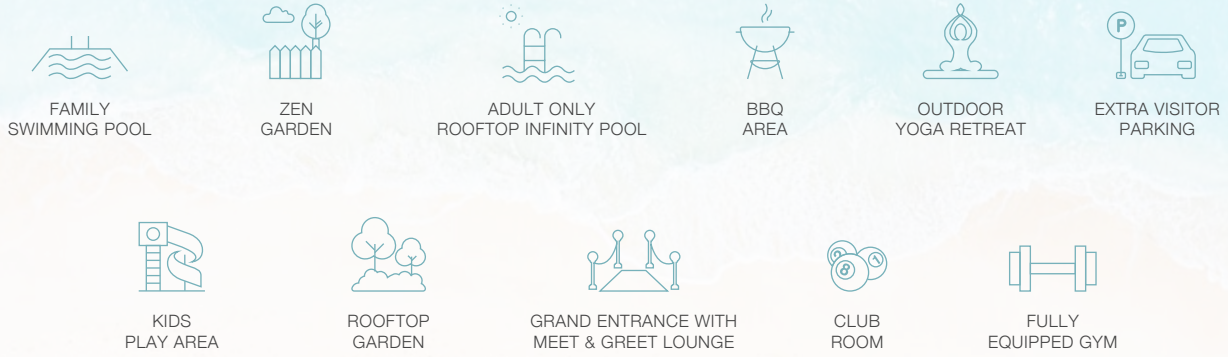 P
FAMILY
SWIMMING POOL
ZEN
GARDEN
ADULT ONLY
ROOFTOP INFINITY POOL
BBQ
AREA
OUTDOOR
YOGA RETREAT
EXTRA VISITOR
PARKING
8
KIDS
PLAY AREA
ROOFTOP
GARDEN
GRAND ENTRANCE WITH
MEET & GREET LOUNGE
CLUB
ROOM
FULLY
EQUIPPED GYM